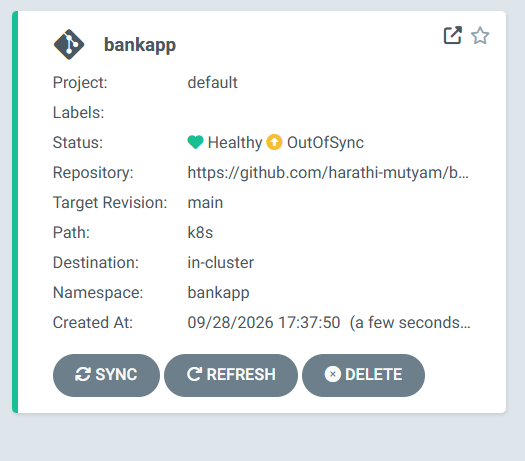 bankapp
Project: default
Labels:
Status: Healthy OutOfSync
Repository: https://github.com/harathi-mutyam/b...
Target Revision: main
Path: k8s
Destination: in-cluster
Namespace: bankapp
Created At: 09/28/2026 17:37:50 (a few seconds...
SYNC REFRESH DELETE